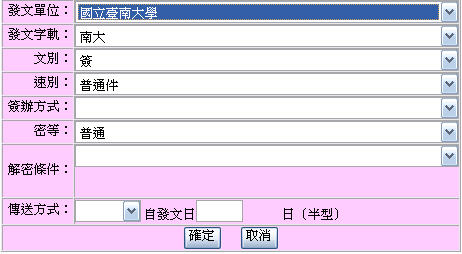 發文單位： 國立臺南大學
發文字軌： 南大
文別： 簽
速別： 普通件
簽辦方式：
密等： 普通
解密條件：
傳送方式： 自發文日 日〔半型〕
確定 取消